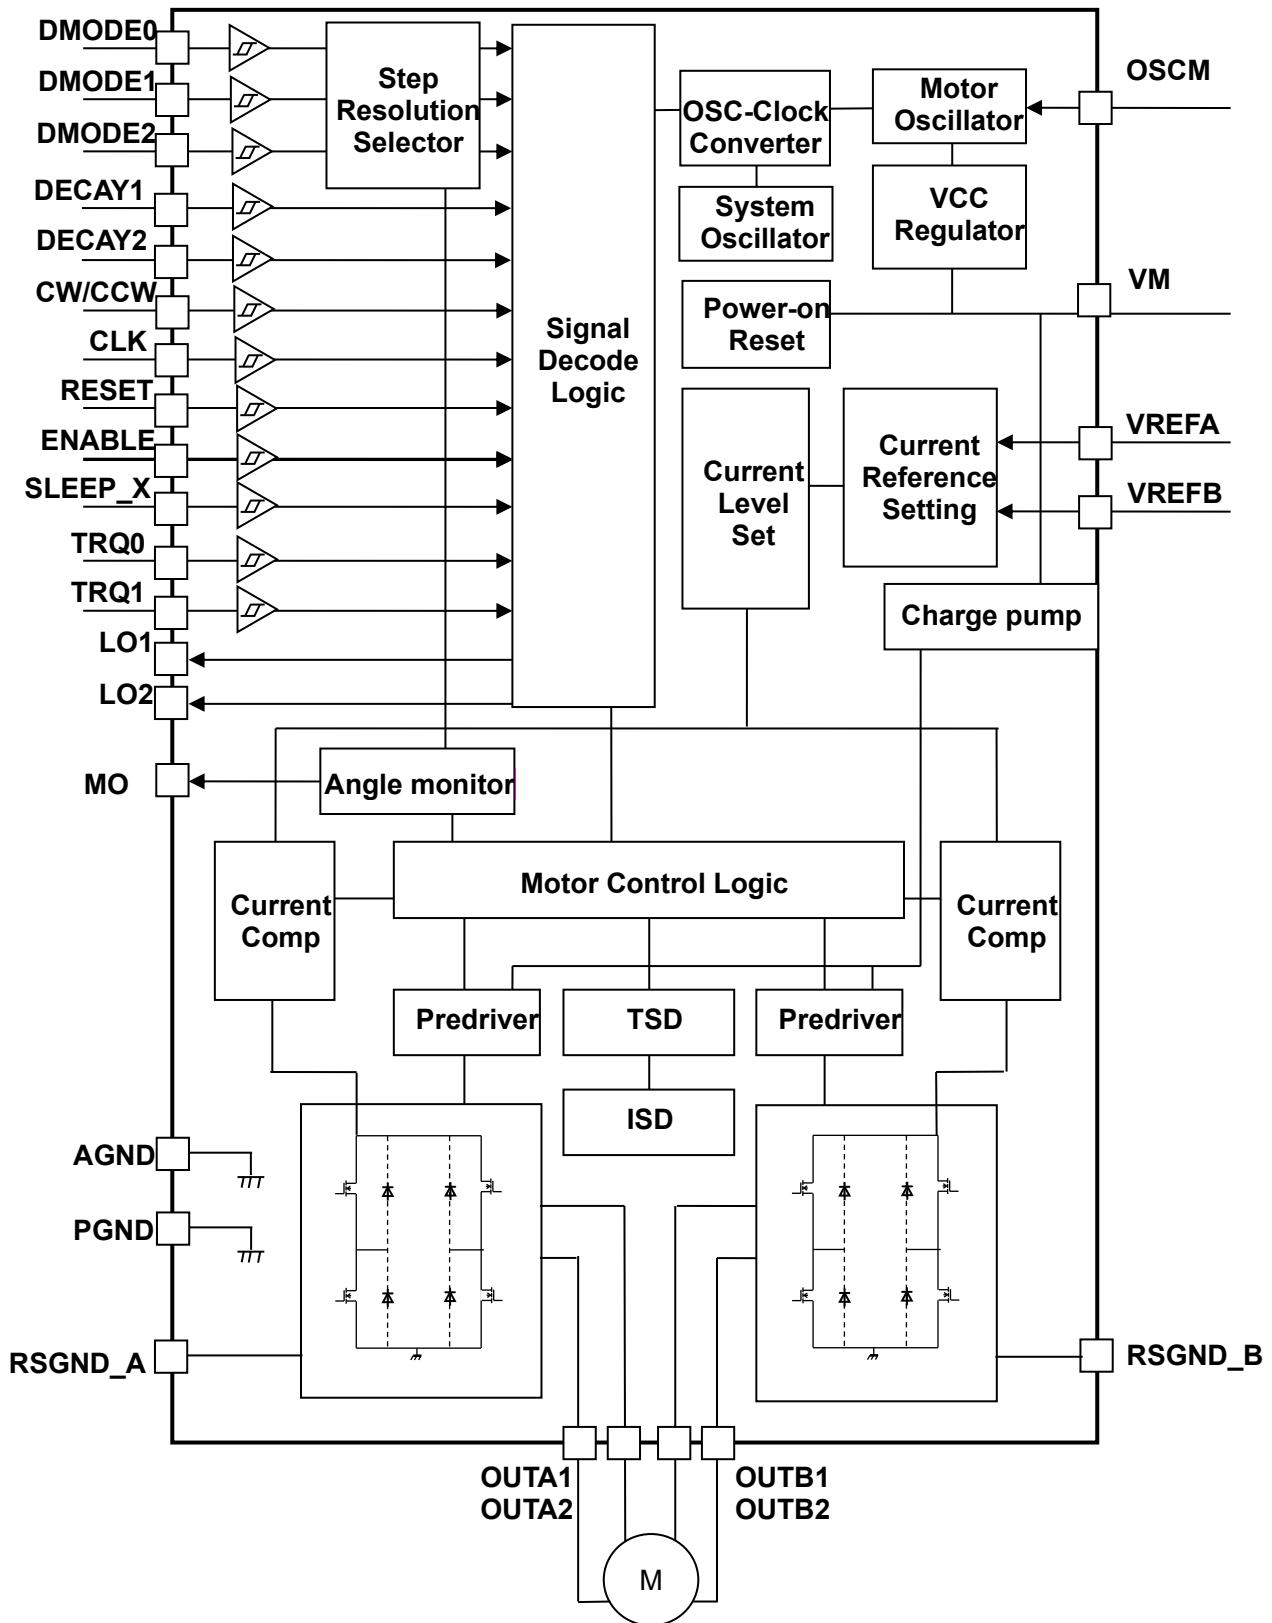 DMODE0
DMODE1
DMODE2
DECAY1
DECAY2
CW/CCW
CLK
RESET
ENABLE
SLEEP_X
TRQ0
TRQ1
LO1
LO2
MO
AGND
PGND
RSGND_A
Step
Resolution
Selector
Signal
Decode
Logic
OSC-Clock
Converter
Motor
Oscillator
System
Oscillator
VCC
Regulator
Power-on
Reset
Current
Level
Set
Current
Reference
Setting
Charge pump
OSCM
VM
VREFA
VREFB
Angle monitor
Motor Control Logic
Current
Comp
Current
Comp
Predriver
TSD
Predriver
ISD
RSGND_B
OUTA1
OUTA2
OUTB1
OUTB2
M